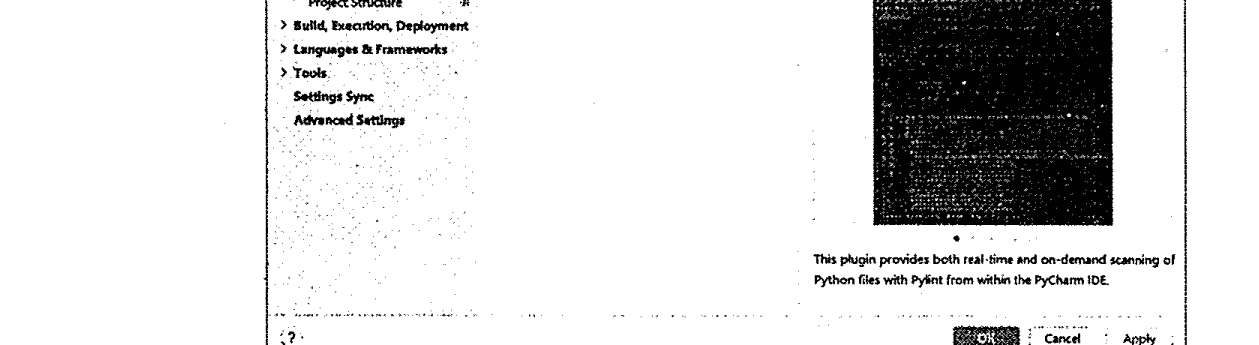 Project Structure
Build, Execution, Deployment
Languages & Frameworks
Tools
Settings Sync
Advanced Settings
This plugin provides both real-time and on-demand scanning of
Python files with Pylint from within the PyCharm IDE.
?
OK
Cancel
Apply